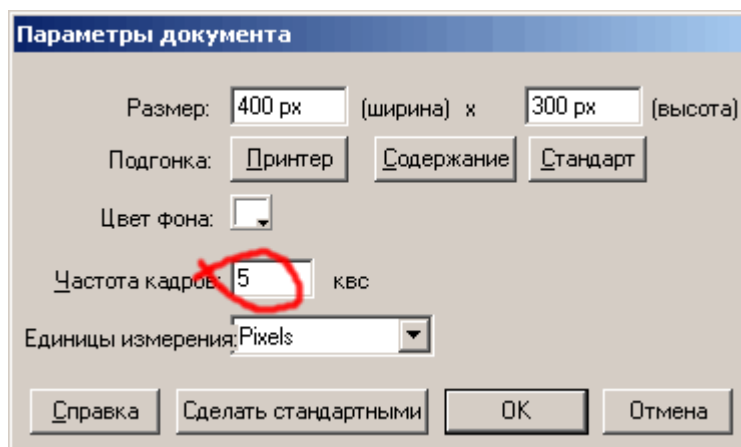 Параметры документа
Размер: 400 px (ширина) x 300 px (высота)
Подгонка: Принтер Содержание Стандарт
Цвет фона:
Частота кадров: 5 квс
Единицы измерения: Pixels
Справка Сделать стандартными OK Отмена